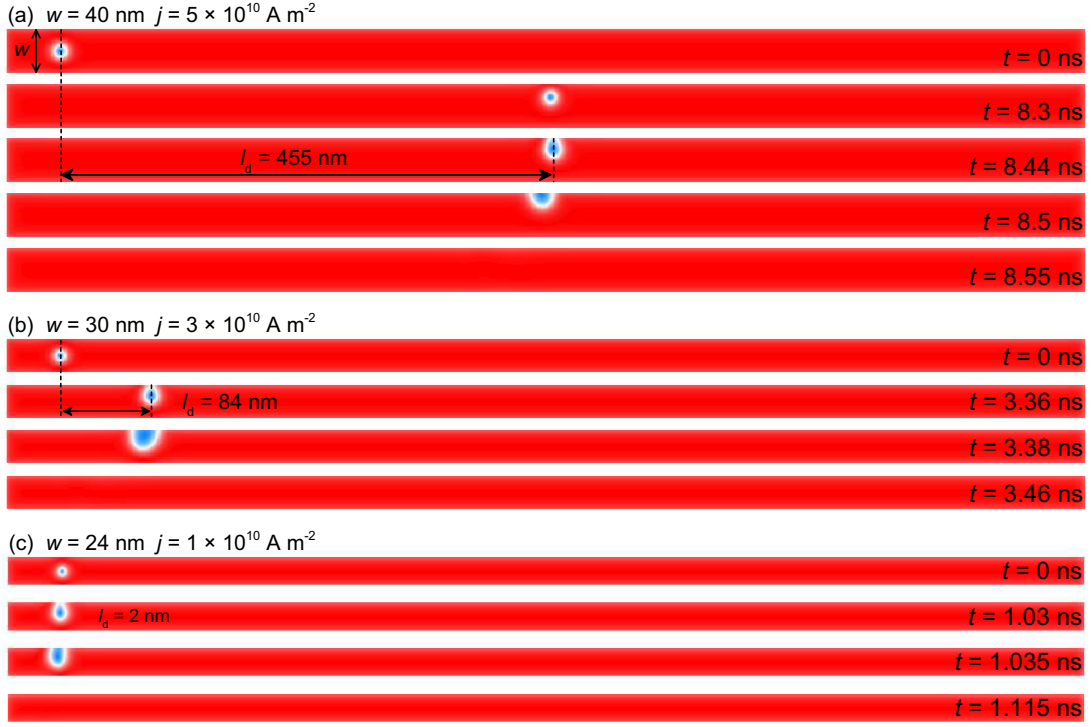 (a) w = 40 nm j = 5 × 10¹⁰ A m⁻²
w
t = 0 ns
t = 8.3 ns
l_d = 455 nm
t = 8.44 ns
t = 8.5 ns
t = 8.55 ns
(b) w = 30 nm j = 3 × 10¹⁰ A m⁻²
t = 0 ns
l_d = 84 nm
t = 3.36 ns
t = 3.38 ns
t = 3.46 ns
(c) w = 24 nm j = 1 × 10¹⁰ A m⁻²
t = 0 ns
l_d = 2 nm
t = 1.03 ns
t = 1.035 ns
t = 1.115 ns